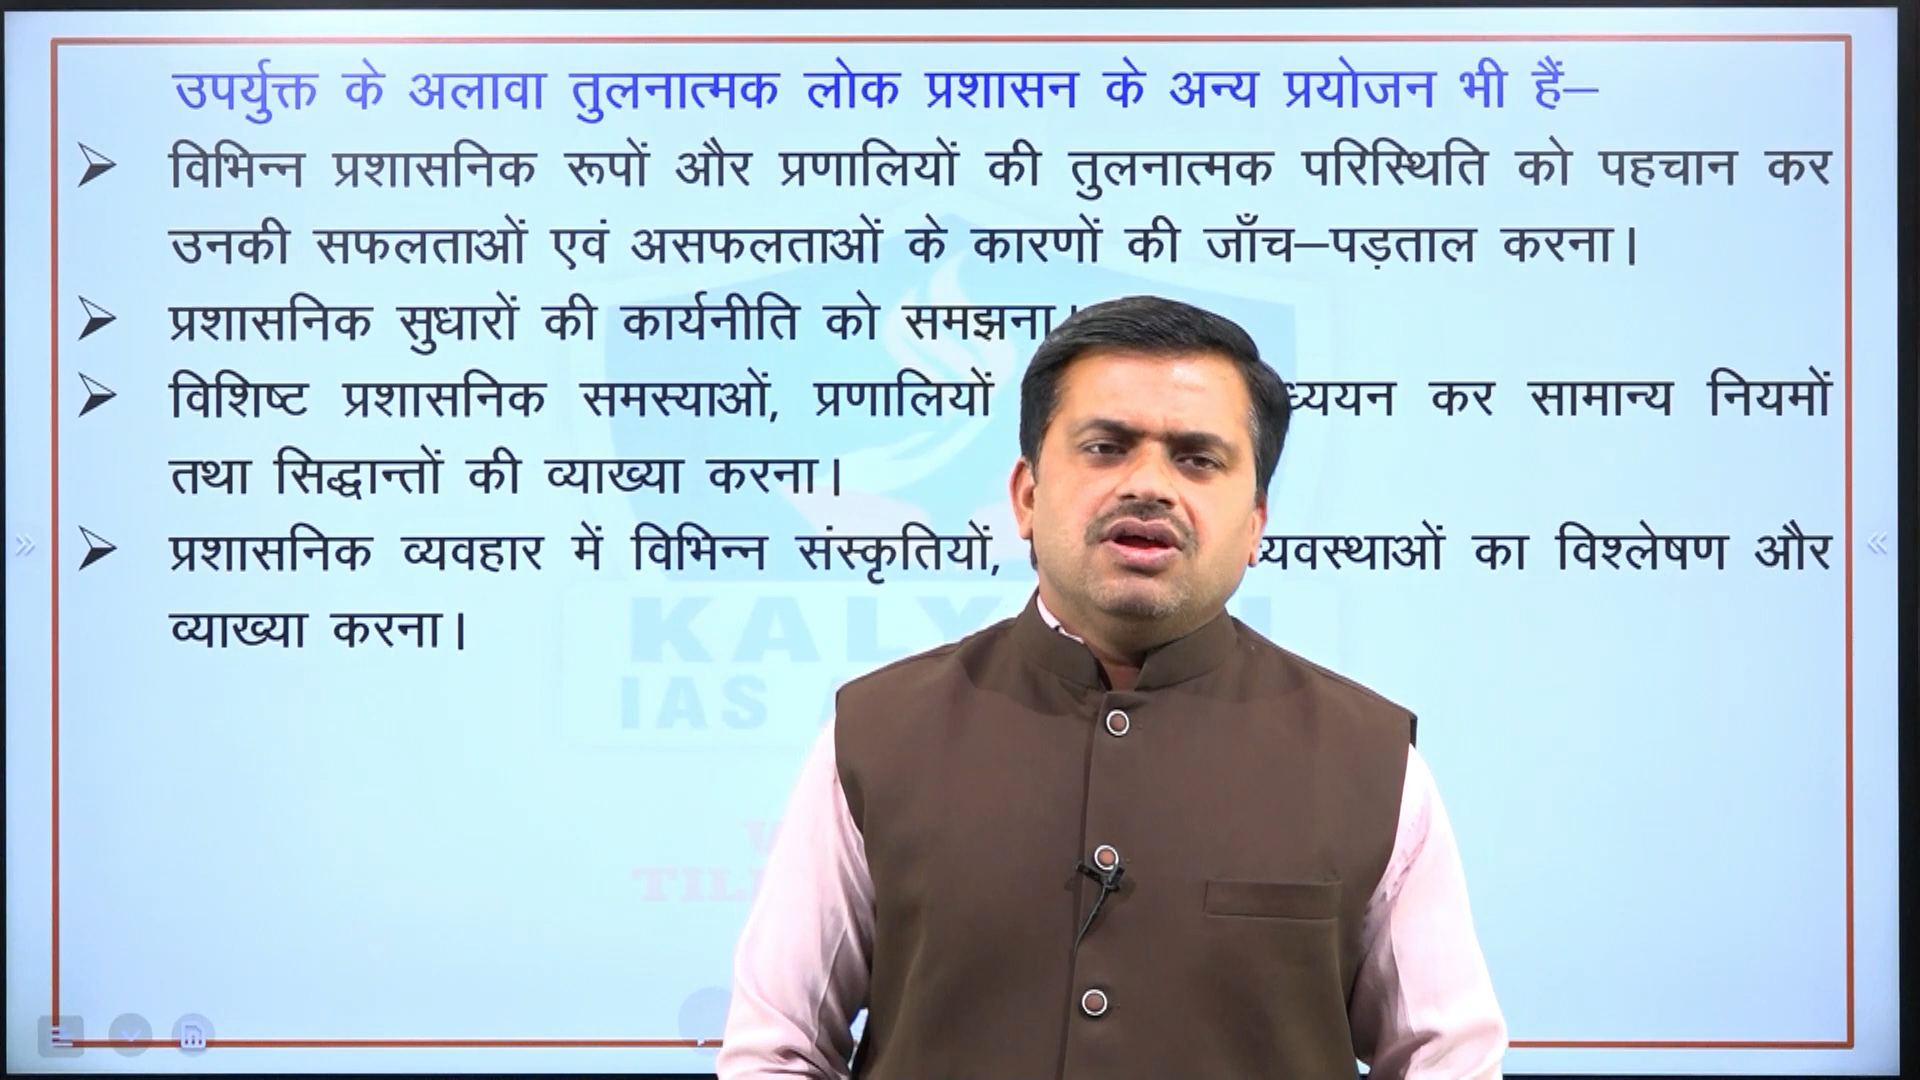 उपर्युक्त के अलावा तुलनात्मक लोक प्रशासन के अन्य प्रयोजन भी हैं–
विभिन्न प्रशासनिक रूपों और प्रणालियों की तुलनात्मक परिस्थिति को पहचान कर
उनकी सफलताओं एवं असफलताओं के कारणों की जाँच–पड़ताल करना।
प्रशासनिक सुधारों की कार्यनीति को समझना।
विशिष्ट प्रशासनिक समस्याओं, प्रणालियों कर सामान्य नियमों
तथा सिद्धान्तों की व्याख्या करना।
प्रशासनिक व्यवहार में विभिन्न संस्कृतियों, का विश्लेषण और
व्याख्या करना।
IAS